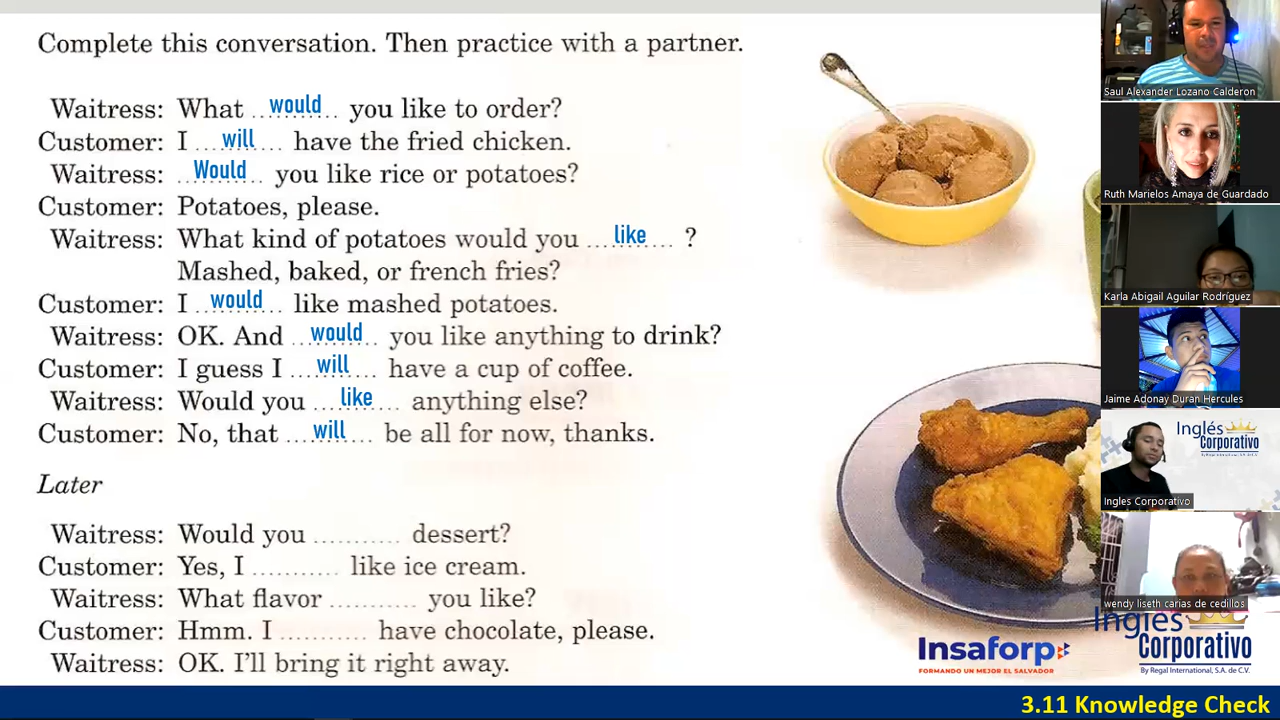 Complete this conversation. Then practice with a partner.
Waitress: What would you like to order?
Customer: I will have the fried chicken.
Waitress: Would you like rice or potatoes?
Customer: Potatoes, please.
Waitress: What kind of potatoes would you like ?
Mashed, baked, or french fries?
Customer: I would like mashed potatoes.
Waitress: OK. And would you like anything to drink?
Customer: I guess I will have a cup of coffee.
Waitress: Would you like anything else?
Customer: No, that will be all for now, thanks.
Later
Waitress: Would you ........... dessert?
Customer: Yes, I ........... like ice cream.
Waitress: What flavor ........... you like?
Customer: Hmm. I ........... have chocolate, please.
Waitress: OK. I'll bring it right away.
Saul Alexander Lozano Calderon
Ruth Marielos Amaya de Guardado
Karla Abigail Aguilar Rodríguez
Jaime Adonay Duran Hercules
Inglés
Corporativo
By Regal International, S.A. de C.V.
Ingles Corporativo
wendy liseth carias de cedillos
Insaforp
FORMANDO UN MEJOR EL SALVADOR
Inglés
Corporativo
By Regal International, S.A. de C.V.
3.11 Knowledge Check